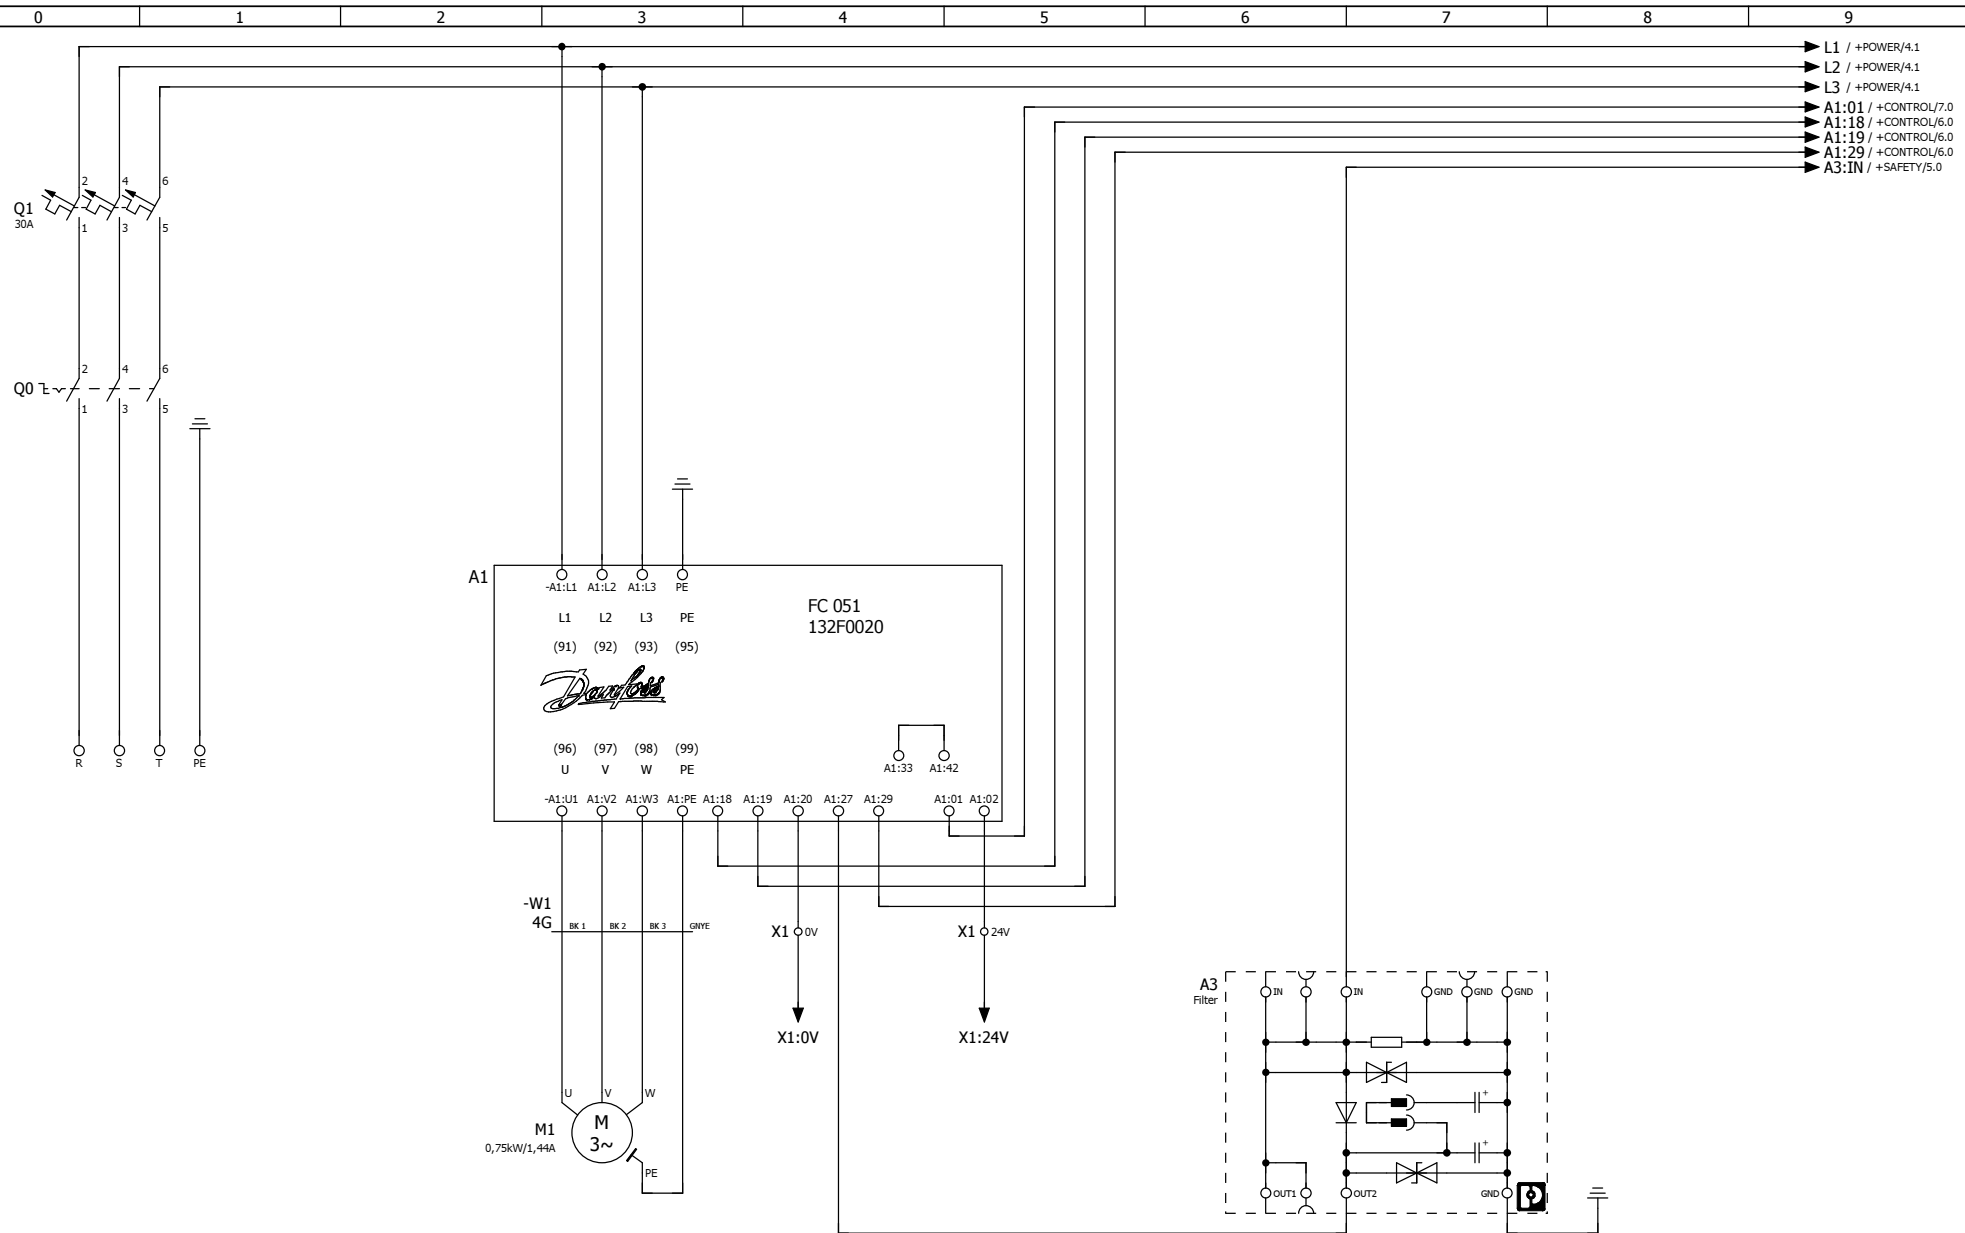 0 1 2 3 4 5 6 7 8 9
L1 / +POWER/4.1
L2 / +POWER/4.1
L3 / +POWER/4.1
A1:01 / +CONTROL/7.0
A1:18 / +CONTROL/6.0
A1:19 / +CONTROL/6.0
A1:29 / +CONTROL/6.0
A3:IN / +SAFETY/5.0
2 4 6
Q1
30A
1 3 5
2 4 6
Q0
1 3 5
A1
-A1:L1 A1:L2 A1:L3 PE
FC 051
132F0020
L1 L2 L3 PE
(91) (92) (93) (95)
Danfoss
(96) (97) (98) (99)
U V W PE
A1:33 A1:42
R S T PE
-A1:U1 A1:V2 A1:W3 A1:PE A1:18 A1:19 A1:20 A1:27 A1:29 A1:01 A1:02
-W1
4G
BK 1 BK 2 BK 3 GNYE
X1 0V
X1 24V
X1:0V
X1:24V
A3
Filter
IN IN GND GND GND
+
+
OUT1 OUT2 GND
U V W
M1
0,75kW/1,44A
M
3~
PE